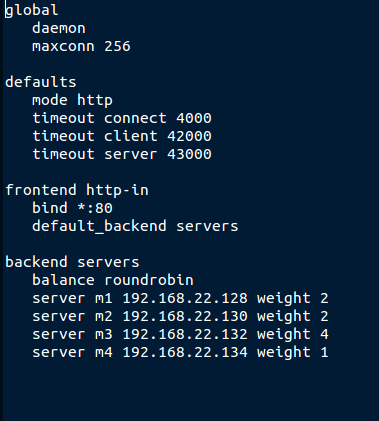 global
daemon
maxconn 256
defaults
mode http
timeout connect 4000
timeout client 42000
timeout server 43000
frontend http-in
bind *:80
default_backend servers
backend servers
balance roundrobin
server m1 192.168.22.128 weight 2
server m2 192.168.22.130 weight 2
server m3 192.168.22.132 weight 4
server m4 192.168.22.134 weight 1